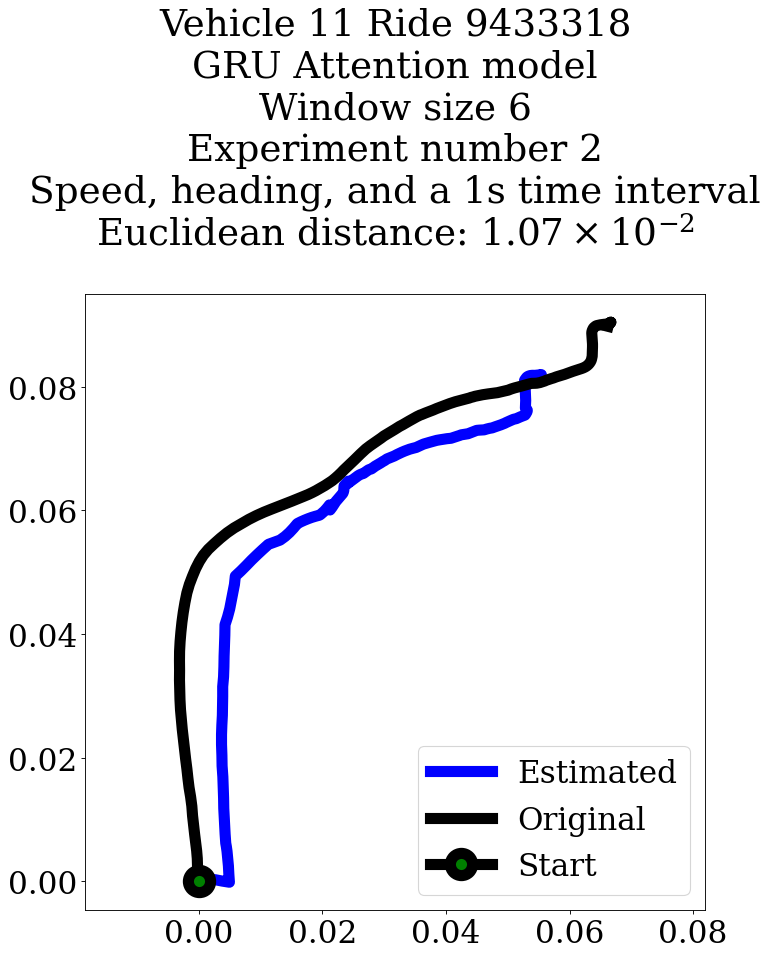 Vehicle 11 Ride 9433318
GRU Attention model
Window size 6
Experiment number 2
Speed, heading, and a 1s time interval
Euclidean distance: 1.07 × 10⁻²
0.08
0.06
0.04
0.02
0.00
Estimated
Original
Start
0.00 0.02 0.04 0.06 0.08